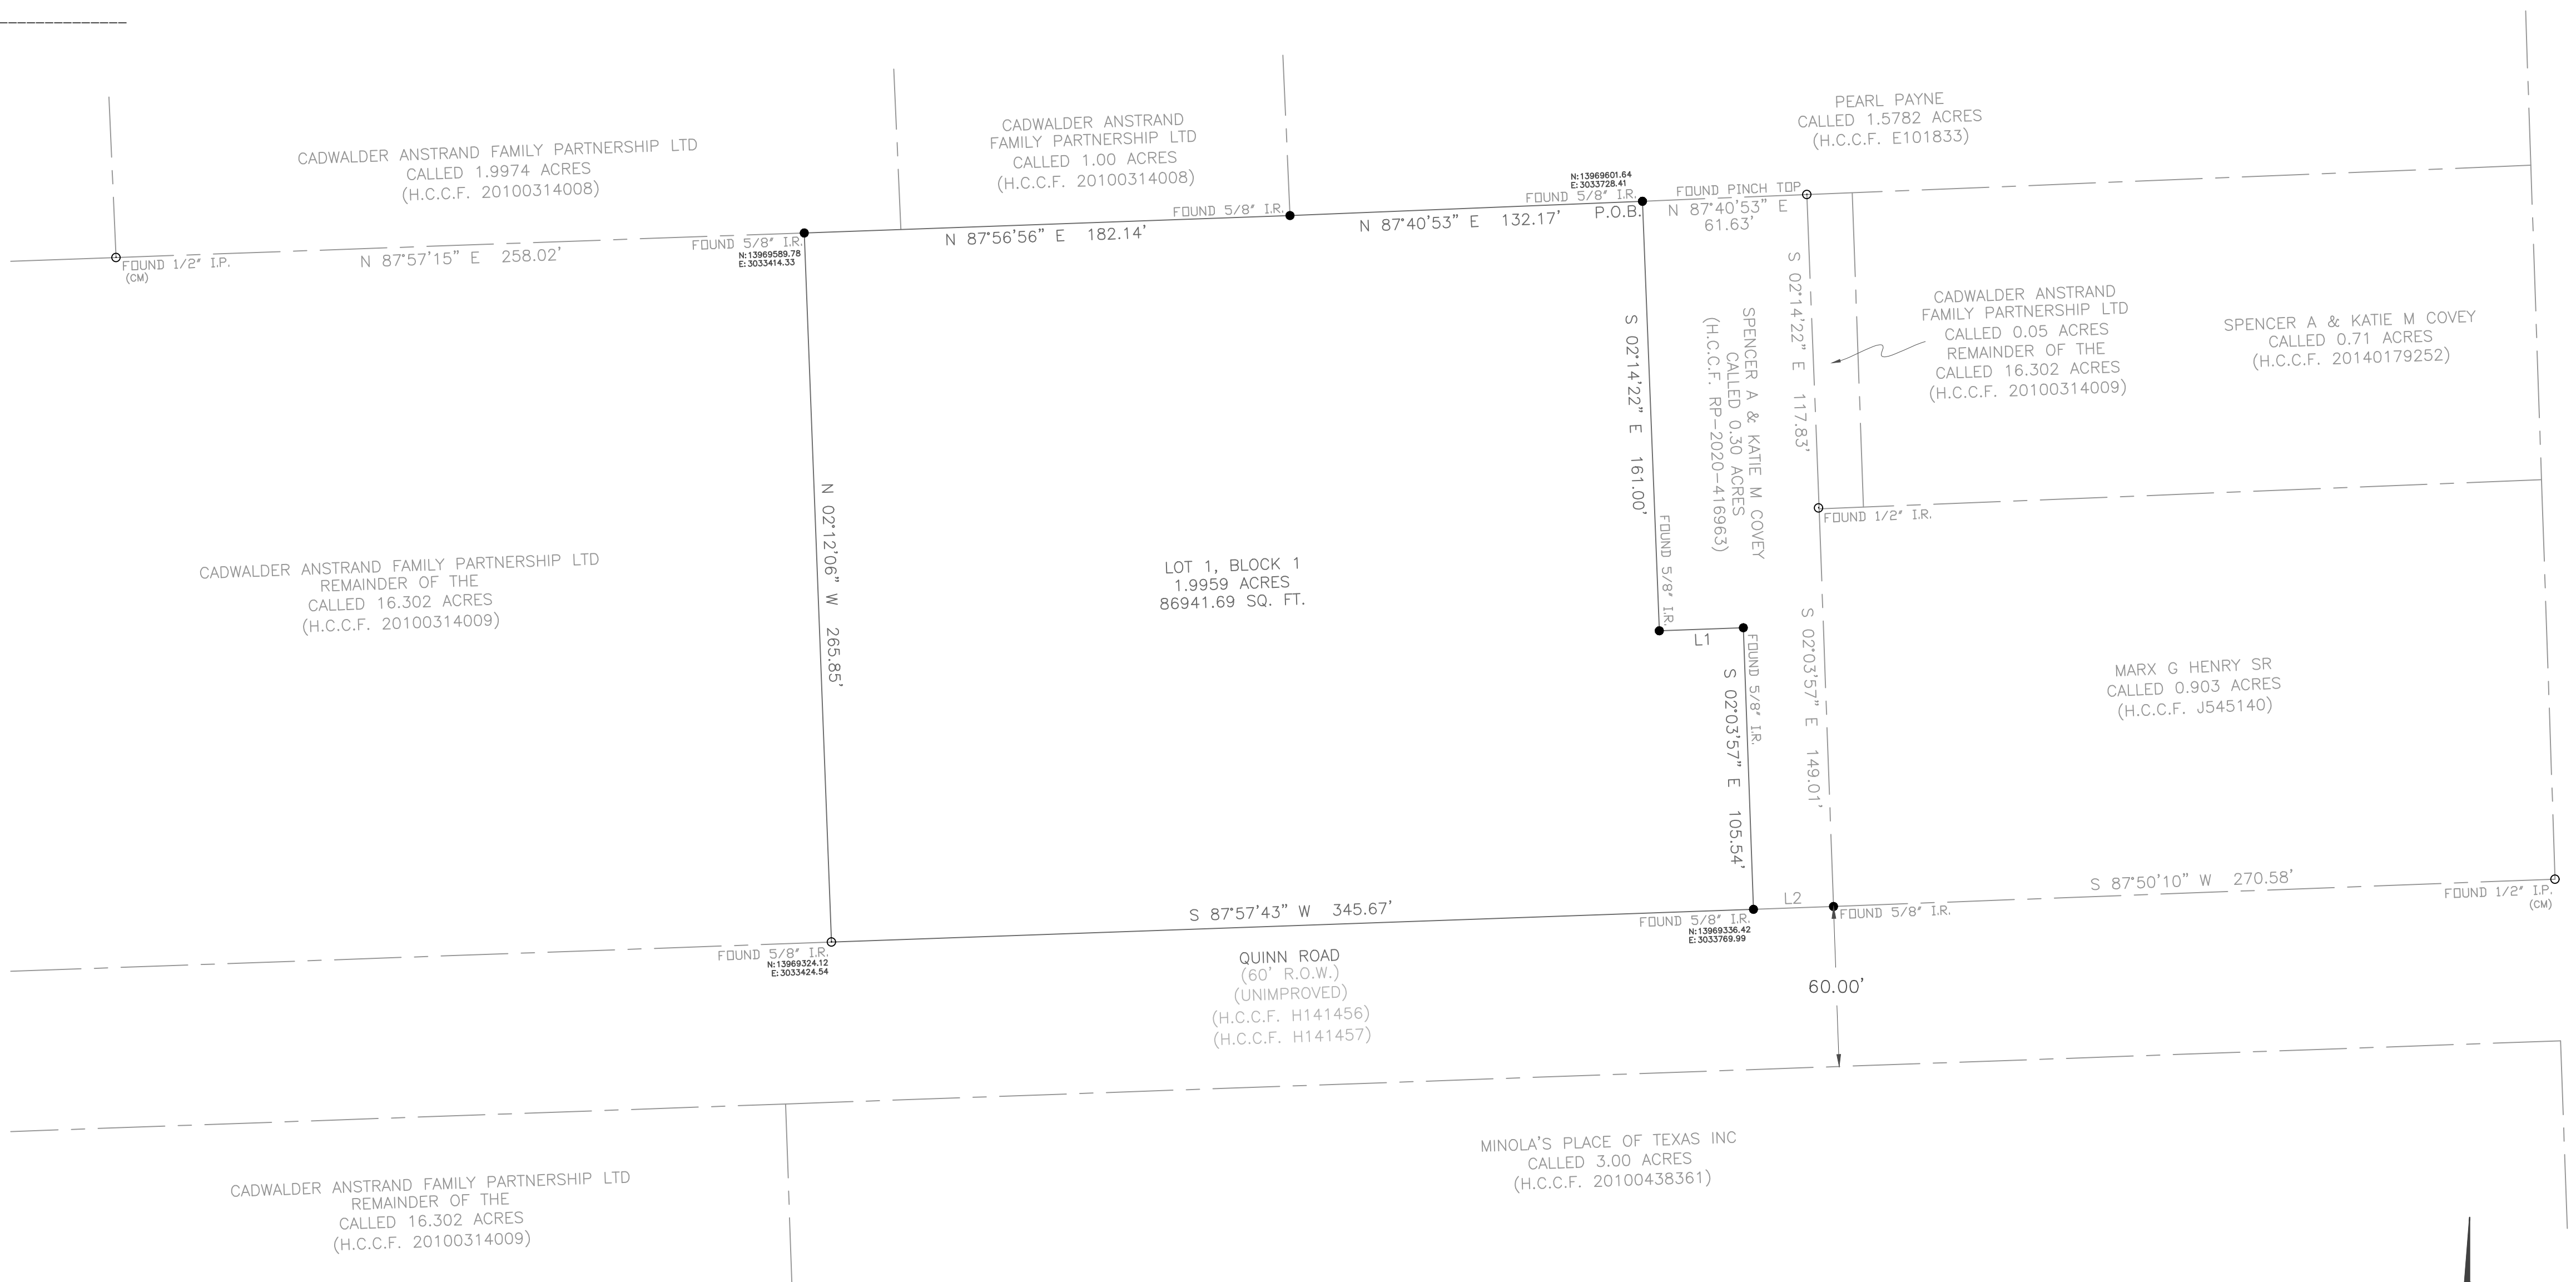 CADWALDER ANSTRAND FAMILY PARTNERSHIP LTD
CALLED 1.9974 ACRES
(H.C.C.F. 20100314008)
CADWALDER ANSTRAND
FAMILY PARTNERSHIP LTD
CALLED 1.00 ACRES
(H.C.C.F. 20100314008)
PEARL PAYNE
CALLED 1.5782 ACRES
(H.C.C.F. E101833)
FOUND 1/2" I.P.
(CM)
N 87°57'15" E 258.02'
FOUND 5/8" I.R.
N:13969589.78
E:3033414.33
N 87°56'56" E 182.14'
FOUND 5/8" I.R.
N 87°40'53" E 132.17'
N:13969601.64
E:3033728.41
FOUND 5/8" I.R.
P.O.B.
FOUND PINCH TOP
N 87°40'53" E
61.63'
S 02°14'22" E 117.83'
S 02°14'22" E 161.00'
FOUND 5/8" I.R.
SPENCER A & KATIE M COVEY
CALLED 0.30 ACRES
(H.C.C.F. RP-2020-416963)
CADWALDER ANSTRAND
FAMILY PARTNERSHIP LTD
CALLED 0.05 ACRES
REMAINDER OF THE
CALLED 16.302 ACRES
(H.C.C.F. 20100314009)
SPENCER A & KATIE M COVEY
CALLED 0.71 ACRES
(H.C.C.F. 20140179252)
FOUND 1/2" I.R.
CADWALDER ANSTRAND FAMILY PARTNERSHIP LTD
REMAINDER OF THE
CALLED 16.302 ACRES
(H.C.C.F. 20100314009)
N 02°12'06" W 265.85'
LOT 1, BLOCK 1
1.9959 ACRES
86941.69 SQ. FT.
L1
FOUND 5/8" I.R.
S 02°03'57" E 105.54'
S 02°03'57" E 149.01'
MARX G HENRY SR
CALLED 0.903 ACRES
(H.C.C.F. J545140)
S 87°57'43" W 345.67'
L2
S 87°50'10" W 270.58'
FOUND 1/2" I.P.
(CM)
FOUND 5/8" I.R.
N:13969324.12
E:3033424.54
FOUND 5/8" I.R.
N:13969336.42
E:3033769.99
FOUND 5/8" I.R.
QUINN ROAD
(60' R.O.W.)
(UNIMPROVED)
(H.C.C.F. H141456)
(H.C.C.F. H141457)
60.00'
CADWALDER ANSTRAND FAMILY PARTNERSHIP LTD
REMAINDER OF THE
CALLED 16.302 ACRES
(H.C.C.F. 20100314009)
MINOLA'S PLACE OF TEXAS INC
CALLED 3.00 ACRES
(H.C.C.F. 20100438361)